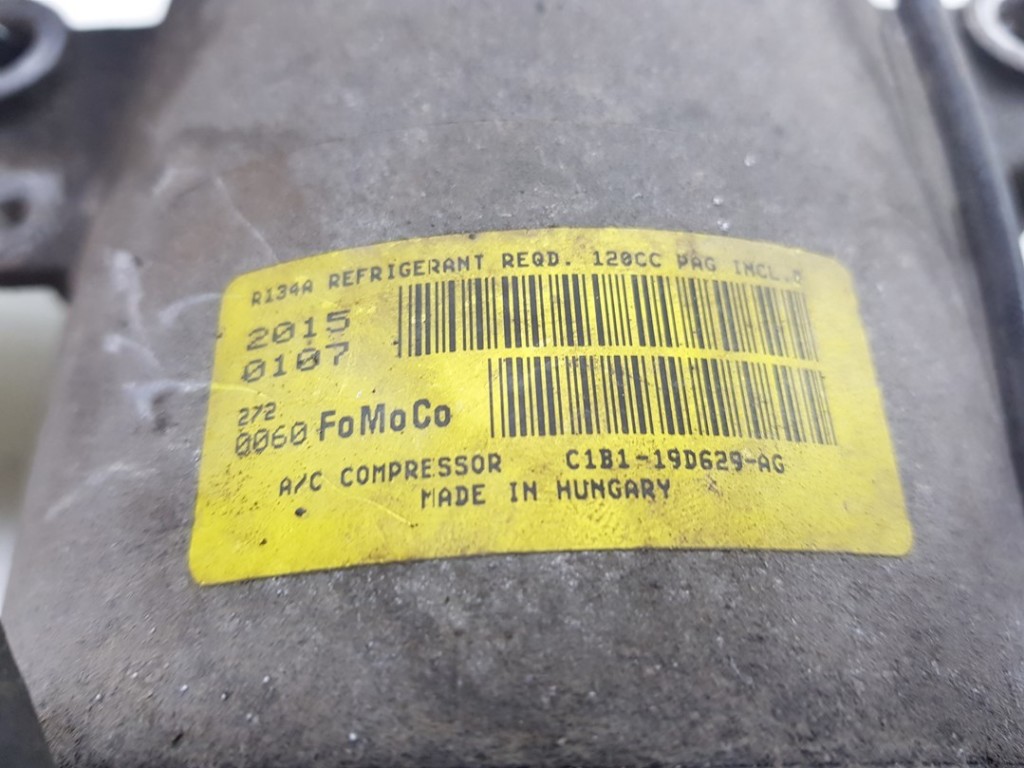 R134A REFRIGERANT REQD. 120CC PAG INCL.
2015
0107
272
0060 FoMoCo
A/C COMPRESSOR C1B1-19D629-AG
MADE IN HUNGARY